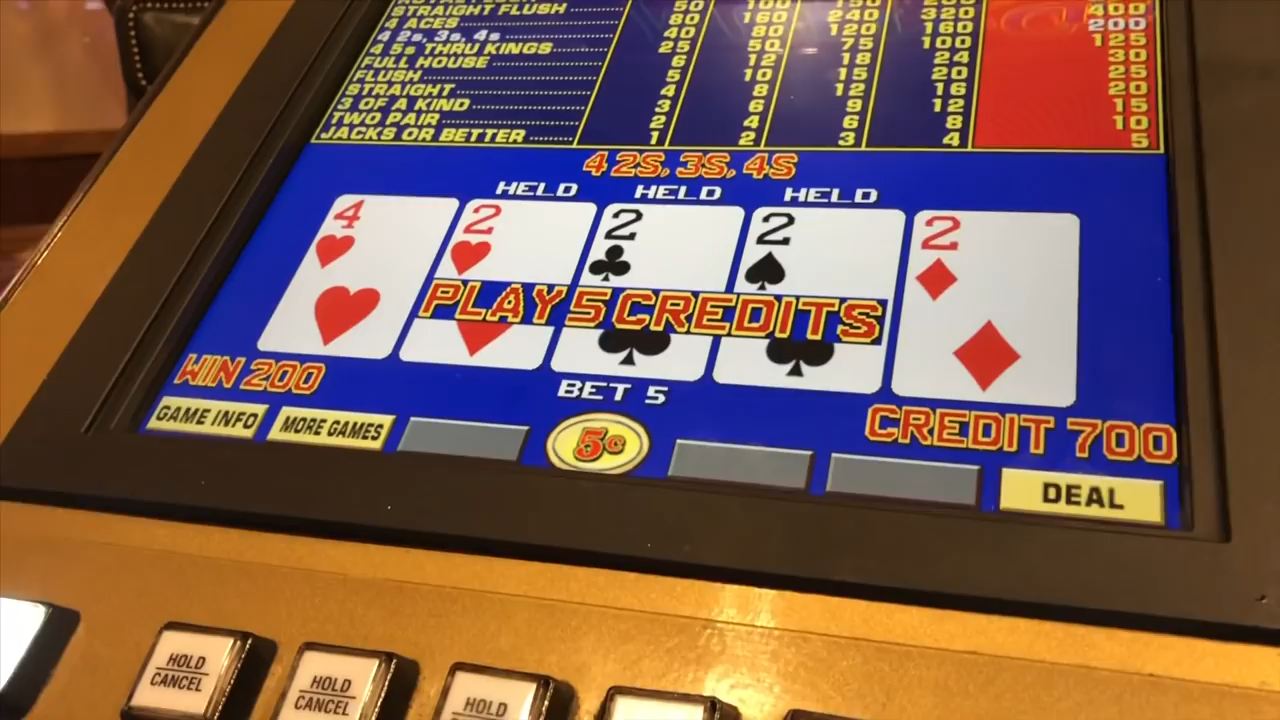 STRAIGHT FLUSH 50 100 150 200
4 ACES 80 160 240 320 400
4 2s, 3s, 4s 40 80 120 160 200
4 5s THRU KINGS 25 50 75 100 125
FULL HOUSE 6 12 18 24 30
FLUSH 5 10 15 20 25
STRAIGHT 4 8 12 16 20
3 OF A KIND 3 6 9 12 15
TWO PAIR 2 4 6 8 10
JACKS OR BETTER 1 2 3 4 5
4 2S, 3S, 4S
HELD HELD HELD
4 2 2 2 2
PLAY 5 CREDITS
WIN 200
BET 5
CREDIT 700
GAME INFO MORE GAMES 5¢ DEAL
HOLD
CANCEL
HOLD
CANCEL
HOLD